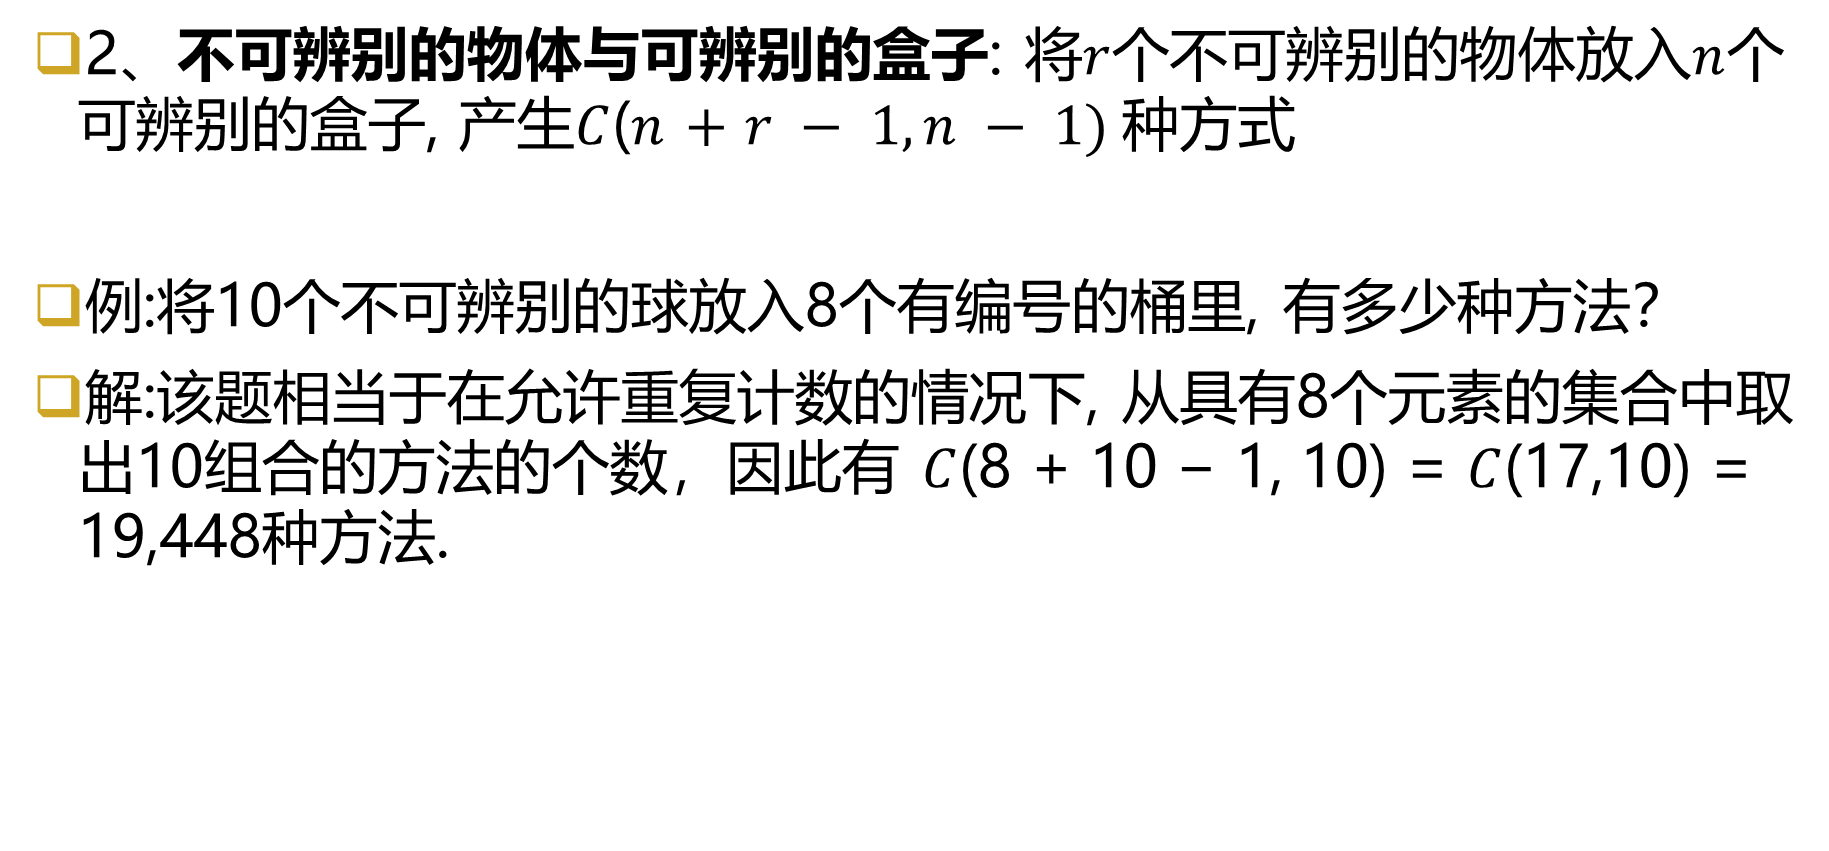 2、不可辨别的物体与可辨别的盒子: 将r个不可辨别的物体放入n个
可辨别的盒子, 产生C(n + r − 1, n − 1) 种方式
例:将10个不可辨别的球放入8个有编号的桶里, 有多少种方法?
解:该题相当于在允许重复计数的情况下, 从具有8个元素的集合中取
出10组合的方法的个数，因此有 C(8 + 10 − 1, 10) = C(17,10) =
19,448种方法.